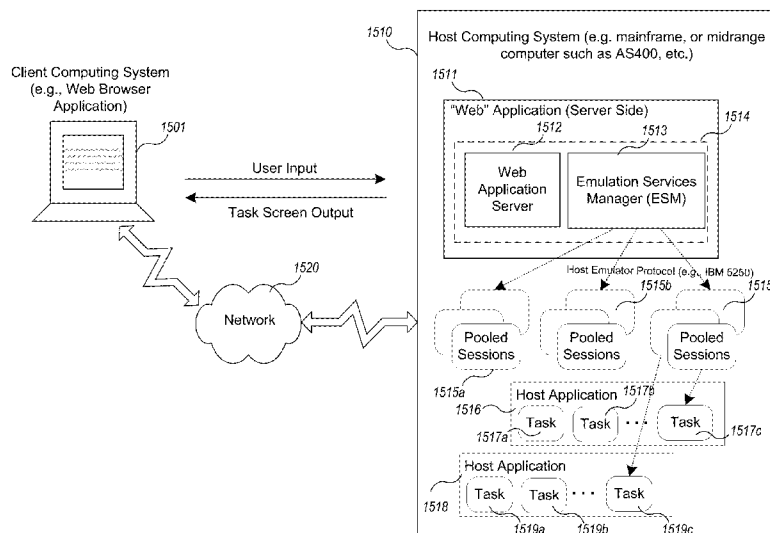 1510
Host Computing System (e.g. mainframe, or midrange
computer such as AS400, etc.)
Client Computing System
(e.g., Web Browser
Application)
1501
1511
"Web" Application (Server Side)
1512
1513
1514
Web
Application
Server
Emulation Services
Manager (ESM)
User Input
Task Screen Output
Host Emulator Protocol (e.g., IBM 5250)
1520
Network
1515b
1515
Pooled
Sessions
Pooled
Sessions
Pooled
Sessions
1515a
Host Application
1516
1517b
Task
Task
Task
1517a
1517c
Host Application
1518
Task
Task
Task
1519a
1519b
1519c